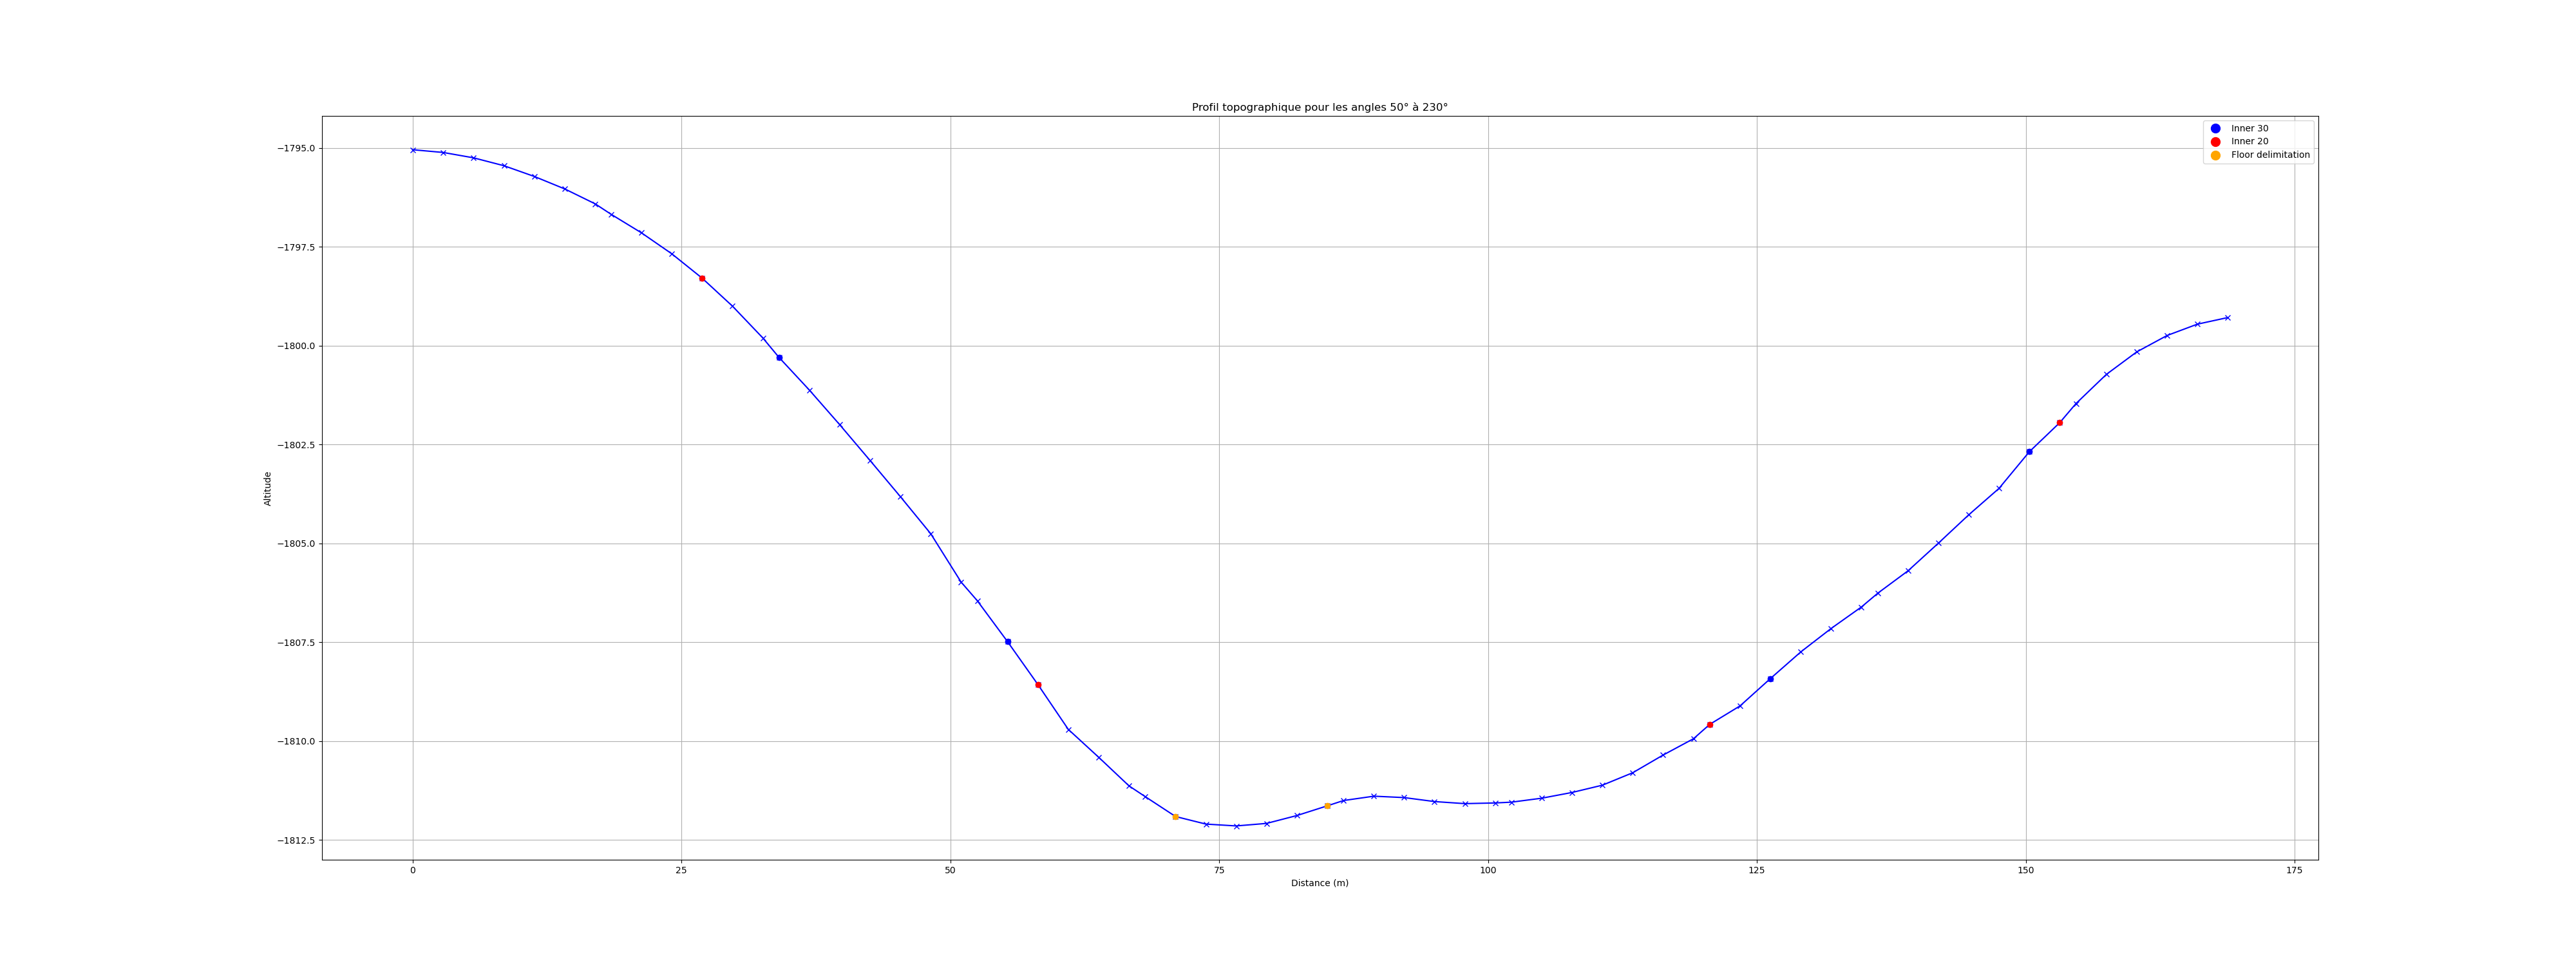 Profil topographique pour les angles 50° à 230°
Inner 30
Inner 20
Floor delimitation
−1795.0
−1797.5
−1800.0
−1802.5
−1805.0
−1807.5
−1810.0
−1812.5
Altitude
0 25 50 75 100 125 150 175
Distance (m)